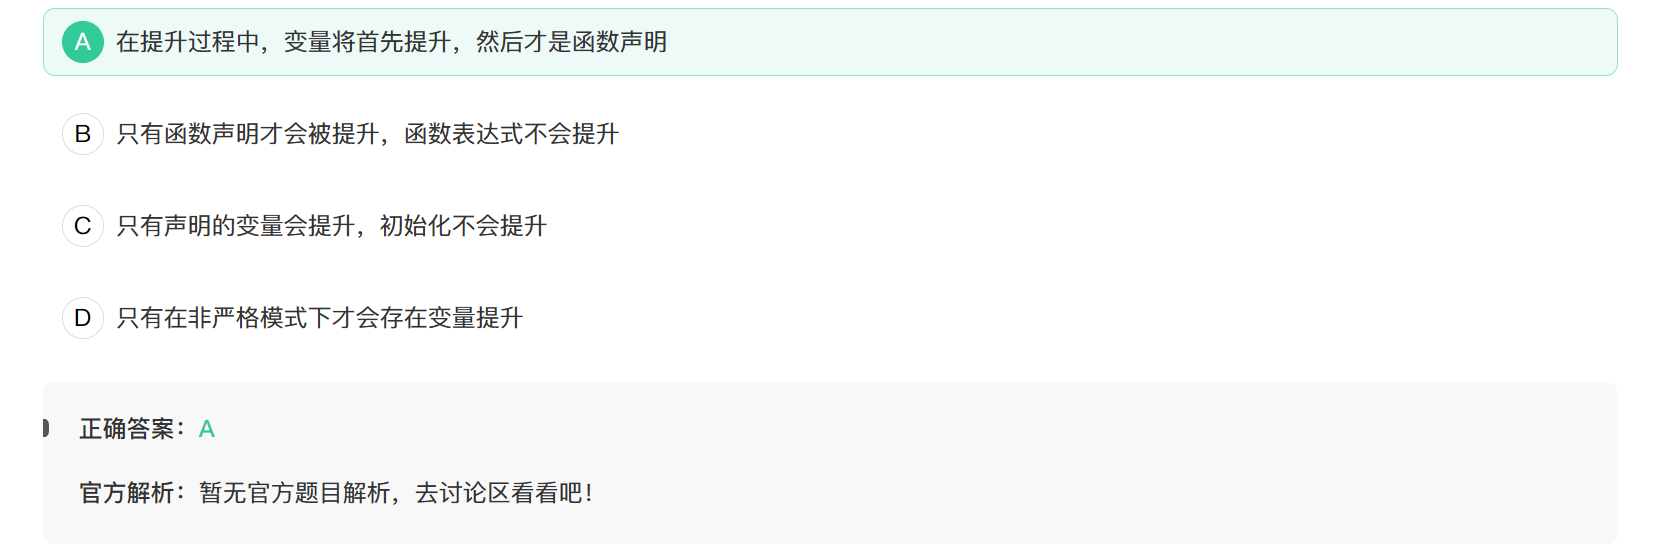 A 在提升过程中，变量将首先提升，然后才是函数声明
B 只有函数声明才会被提升，函数表达式不会提升
C 只有声明的变量会提升，初始化不会提升
D 只有在非严格模式下才会存在变量提升
正确答案：A
官方解析：暂无官方题目解析，去讨论区看看吧！